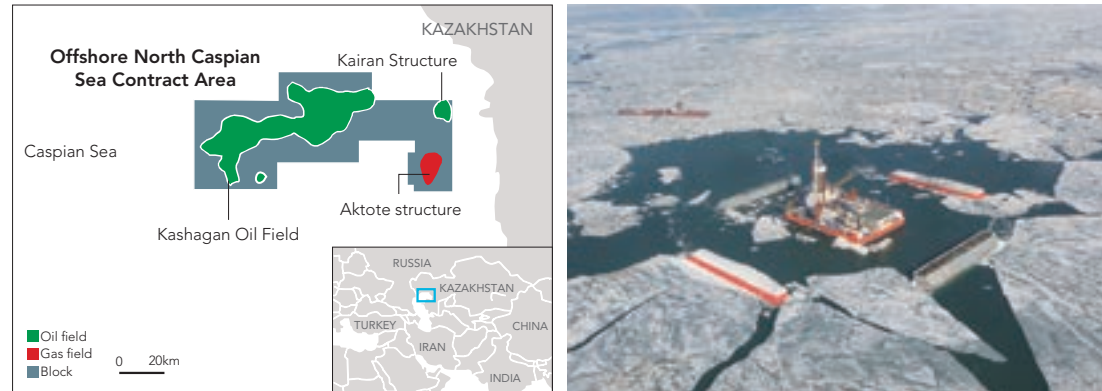 KAZAKHSTAN
Offshore North Caspian
Sea Contract Area
Kairan Structure
Caspian Sea
Aktote structure
Kashagan Oil Field
RUSSIA
KAZAKHSTAN
TURKEY
CHINA
IRAN
INDIA
Oil field
Gas field
Block
0 20km